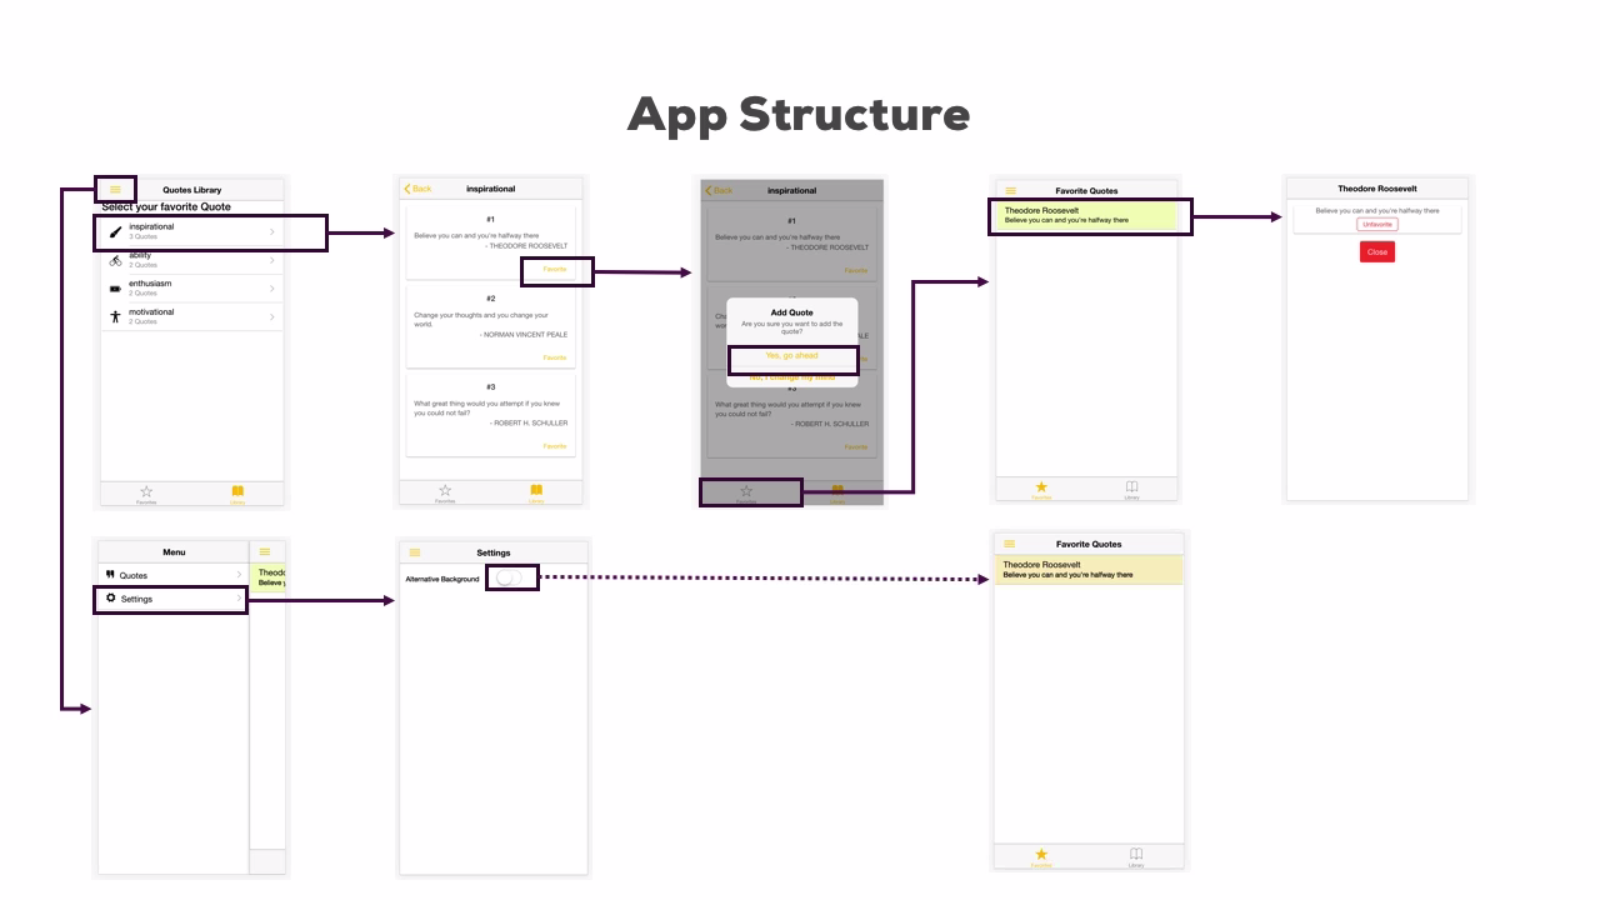 App Structure
Quotes Library
Select your favorite Quote
inspirational
3 Quotes
ability
2 Quotes
enthusiasm
2 Quotes
motivational
2 Quotes
Favorites
Library
Back
inspirational
#1
Believe you can and you're halfway there
- THEODORE ROOSEVELT
Favorite
#2
Change your thoughts and you change your
world.
- NORMAN VINCENT PEALE
Favorite
#3
What great thing would you attempt if you knew
you could not fail?
- ROBERT H. SCHULLER
Favorite
Favorites
Library
Back
inspirational
#1
Believe you can and you're halfway there
- THEODORE ROOSEVELT
Favorite
Add Quote
Are you sure you want to add the
quote?
Yes, go ahead
No, I change my mind
#3
What great thing would you attempt if you knew
you could not fail?
- ROBERT H. SCHULLER
Favorite
Favorites
Library
Favorite Quotes
Theodore Roosevelt
Believe you can and you're halfway there
Favorites
Library
Theodore Roosevelt
Believe you can and you're halfway there
Unfavorite
Close
Menu
Quotes
Settings
Theodo
Believe y
Settings
Alternative Background
Favorite Quotes
Theodore Roosevelt
Believe you can and you're halfway there
Favorites
Library